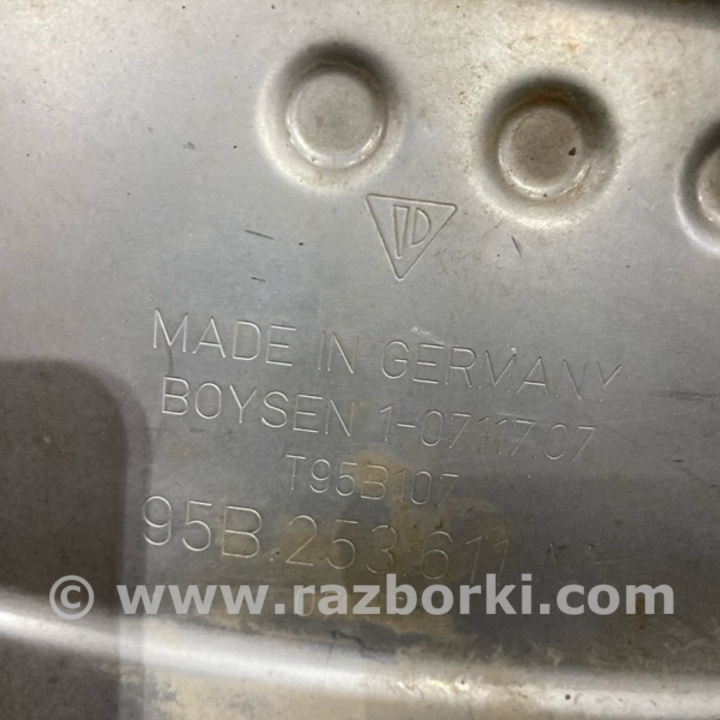 MADE IN GERMANY
BOYSEN 1-07117.07
T95B107
95B.253.611
© www.razborki.com